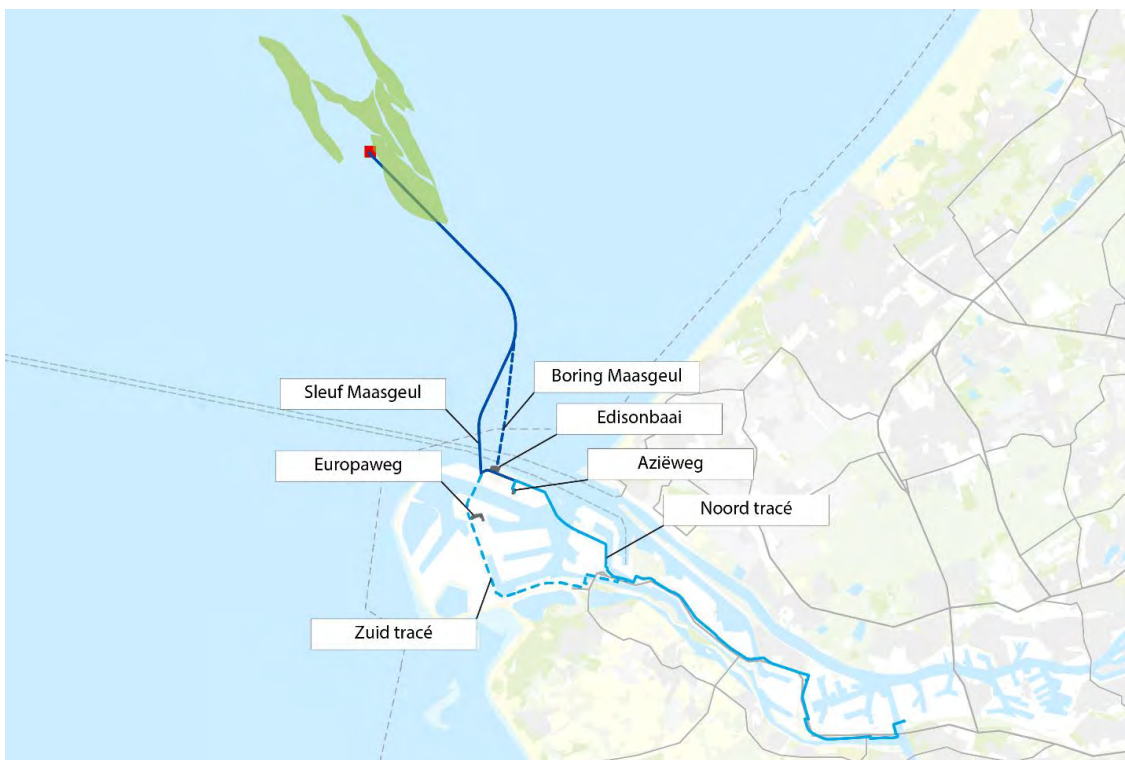 Boring Maasgeul
Sleuf Maasgeul
Edisonbaai
Europaweg
Aziëweg
Noord tracé
Zuid tracé